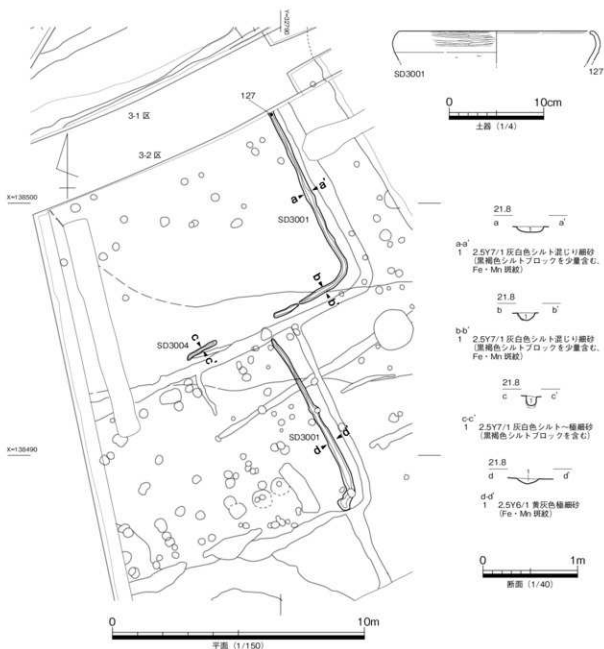 Y=32790
127
3-1 区
3-2 区
X=138500
a
a'
SD3001
b
b'
SD3004
c
c'
SD3001
d
d'
X=138490
0
10m
平面 (1/150)
SD3001
127
0
10cm
土器 (1/4)
21.8
a
a'
1
a-a'
1 2.5Y7/1 灰白色シルト混じり細砂
(黒褐色シルトブロックを少量含む、
Fe・Mn 斑紋)
21.8
b
b'
1
b-b'
1 2.5Y7/1 灰白色シルト混じり細砂
(黒褐色シルトブロックを少量含む、
Fe・Mn 斑紋)
21.8
c
c'
1
c-c'
1 2.5Y7/1 灰白色シルト～極細砂
(黒褐色シルトブロックを含む)
21.8
d
d'
1
d-d'
1 2.5Y6/1 黄灰色極細砂
(Fe・Mn 斑紋)
0
1m
断面 (1/40)